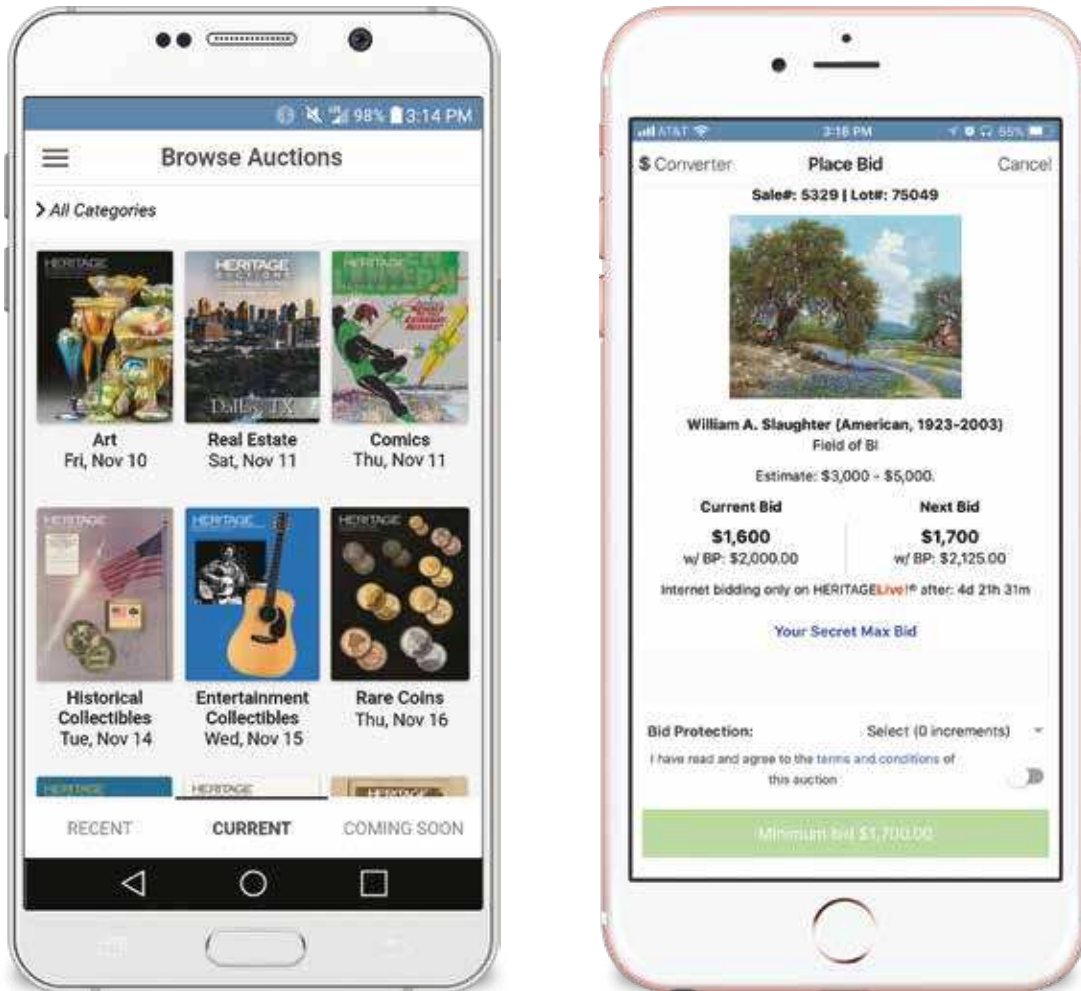 98% 3:14 PM
Browse Auctions
All Categories
HERITAGE
HERITAGE
AUCTIONS
Dallas, TX
HERITAGE
Art
Fri, Nov 10
Real Estate
Sat, Nov 11
Comics
Thu, Nov 11
HERITAGE
HERITAGE
HERITAGE
Historical
Collectibles
Tue, Nov 14
Entertainment
Collectibles
Wed, Nov 15
Rare Coins
Thu, Nov 16
HERITAGE
HERITAGE
HERITAGE
RECENT
CURRENT
COMING SOON
AT&T 3:16 PM 55%
$ Converter Place Bid Cancel
Sale#: 5329 | Lot#: 75049
William A. Slaughter (American, 1923-2003)
Field of Bl
Estimate: $3,000 - $5,000.
Current Bid Next Bid
$1,600 $1,700
w/ BP: $2,000.00 w/ BP: $2,125.00
Internet bidding only on HERITAGELive!® after: 4d 21h 31m
Your Secret Max Bid
Bid Protection: Select (0 increments)
I have read and agree to the terms and conditions of
this auction
Minimum bid $1,700.00